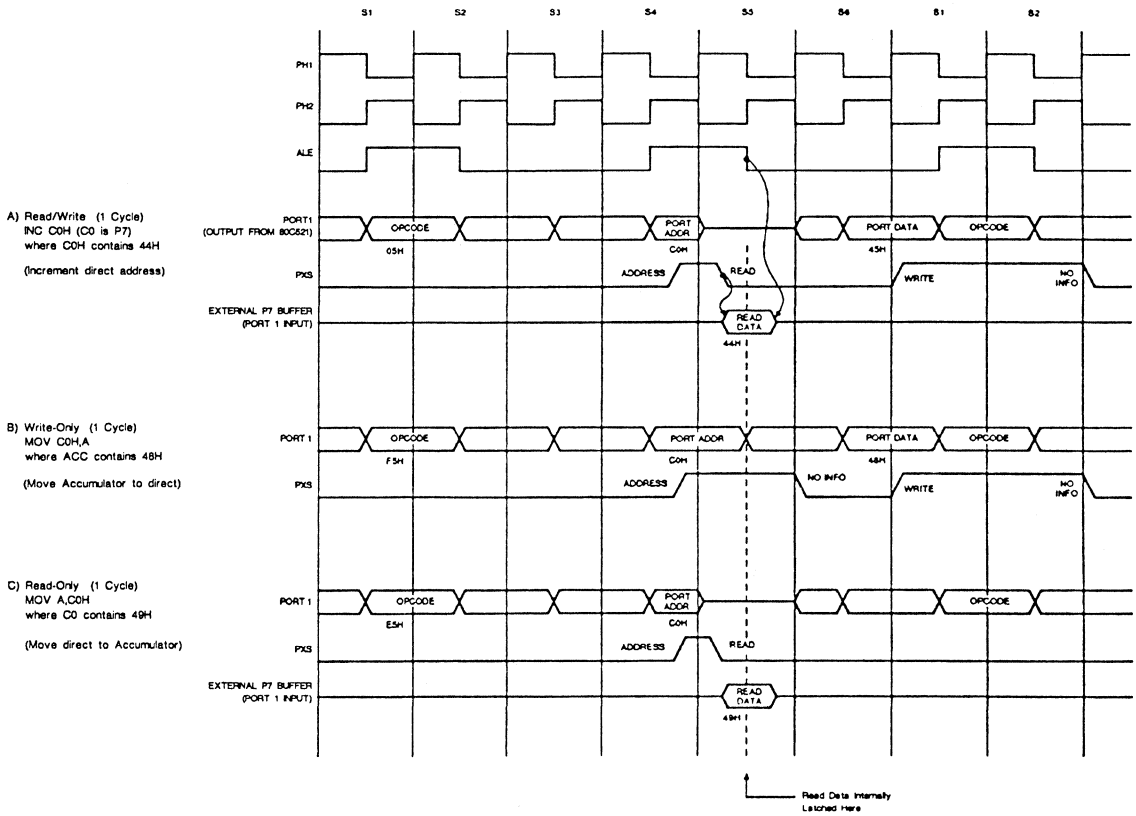 S1 S2 S3 S4 S5 S6 S1 S2
PH1
PH2
ALE
A) Read/Write (1 Cycle)
INC C0H (C0 is P7)
where C0H contains 44H
(Increment direct address)
PORT1
(OUTPUT FROM 80C521)
OPCODE
05H
PORT
ADDR
C0H
PORT DATA
45H
OPCODE
PXS
ADDRESS
READ
WRITE
NO
INFO
EXTERNAL P7 BUFFER
(PORT 1 INPUT)
READ
DATA
44H
B) Write-Only (1 Cycle)
MOV C0H,A
where ACC contains 48H
(Move Accumulator to direct)
PORT 1
OPCODE
F5H
PORT ADDR
C0H
PORT DATA
48H
OPCODE
PXS
ADDRESS
NO INFO
WRITE
NO
INFO
C) Read-Only (1 Cycle)
MOV A,C0H
where C0 contains 49H
(Move direct to Accumulator)
PORT 1
OPCODE
E5H
PORT
ADDR
C0H
OPCODE
PXS
ADDRESS
READ
EXTERNAL P7 BUFFER
(PORT 1 INPUT)
READ
DATA
49H
Read Data Internally
Latched Here